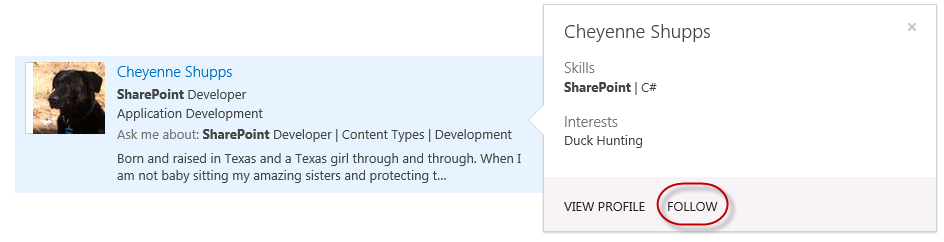 Cheyenne Shupps
SharePoint Developer
Application Development
Ask me about: SharePoint Developer | Content Types | Development
Born and raised in Texas and a Texas girl through and through. When I
am not baby sitting my amazing sisters and protecting t...
Cheyenne Shupps
×
Skills
SharePoint | C#
Interests
Duck Hunting
VIEW PROFILE FOLLOW